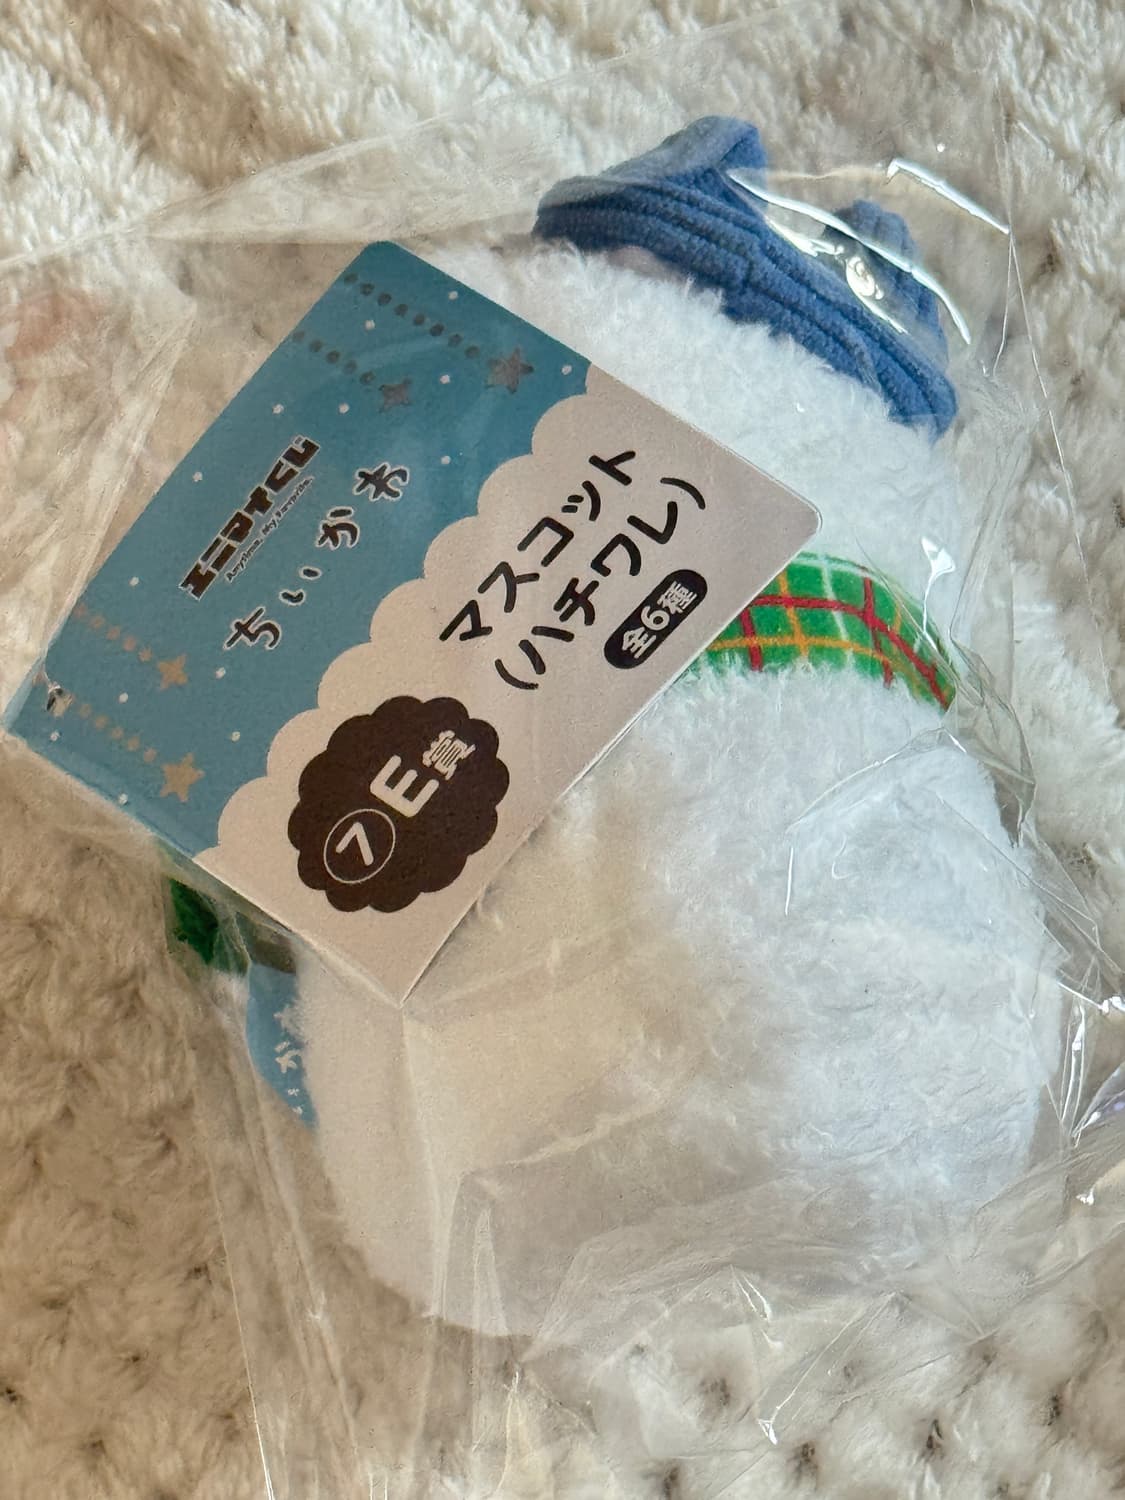 エニマイくじ
Anytime, My Favorite.
ちいかわ
マスコット
(ハチワレ)
全6種
E賞
⑦
か